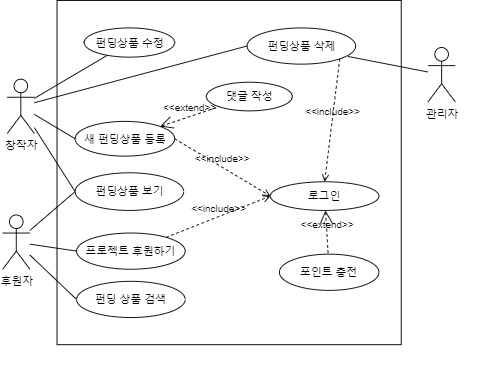 펀딩상품 수정
펀딩상품 삭제
관리자
창작자
<<extend>>
댓글 작성
<<include>>
새 펀딩상품 등록
<<include>>
펀딩상품 보기
로그인
<<include>>
<<extend>>
프로젝트 후원하기
후원자
포인트 충전
펀딩 상품 검색